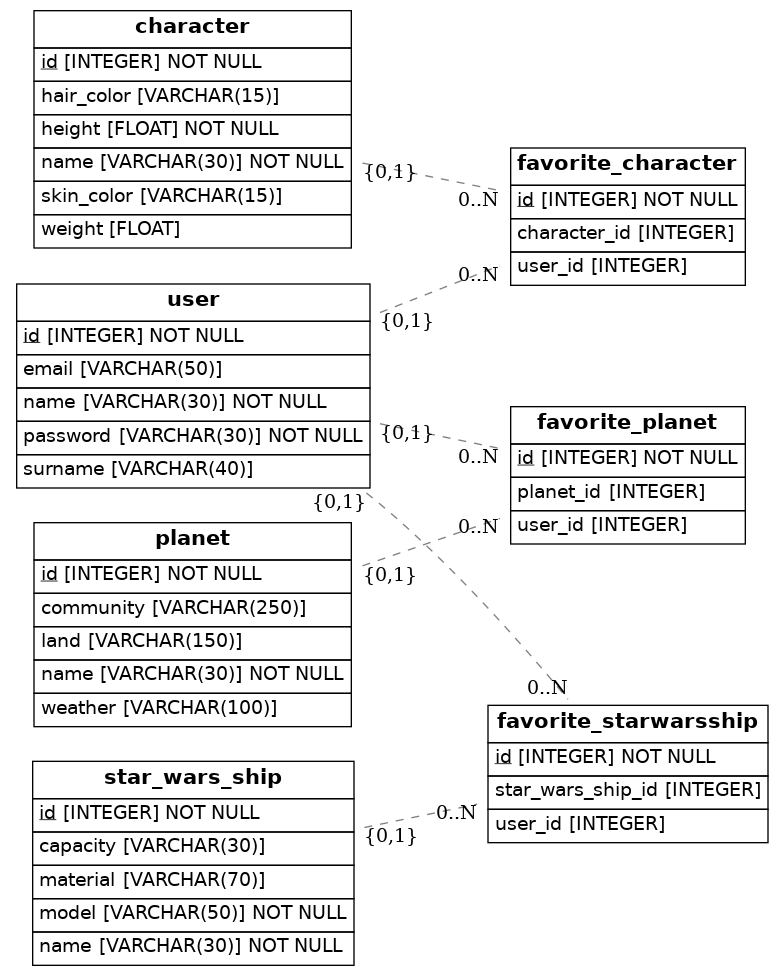 character
id [INTEGER] NOT NULL
hair_color [VARCHAR(15)]
height [FLOAT] NOT NULL
name [VARCHAR(30)] NOT NULL
skin_color [VARCHAR(15)]
weight [FLOAT]
{0,1}
0..N
favorite_character
id [INTEGER] NOT NULL
character_id [INTEGER]
user_id [INTEGER]
user
id [INTEGER] NOT NULL
email [VARCHAR(50)]
name [VARCHAR(30)] NOT NULL
password [VARCHAR(30)] NOT NULL
surname [VARCHAR(40)]
0..N
{0,1}
{0,1}
0..N
{0,1}
favorite_planet
id [INTEGER] NOT NULL
planet_id [INTEGER]
user_id [INTEGER]
planet
id [INTEGER] NOT NULL
community [VARCHAR(250)]
land [VARCHAR(150)]
name [VARCHAR(30)] NOT NULL
weather [VARCHAR(100)]
0..N
{0,1}
0..N
favorite_starwarsship
id [INTEGER] NOT NULL
star_wars_ship_id [INTEGER]
user_id [INTEGER]
star_wars_ship
id [INTEGER] NOT NULL
capacity [VARCHAR(30)]
material [VARCHAR(70)]
model [VARCHAR(50)] NOT NULL
name [VARCHAR(30)] NOT NULL
0..N
{0,1}